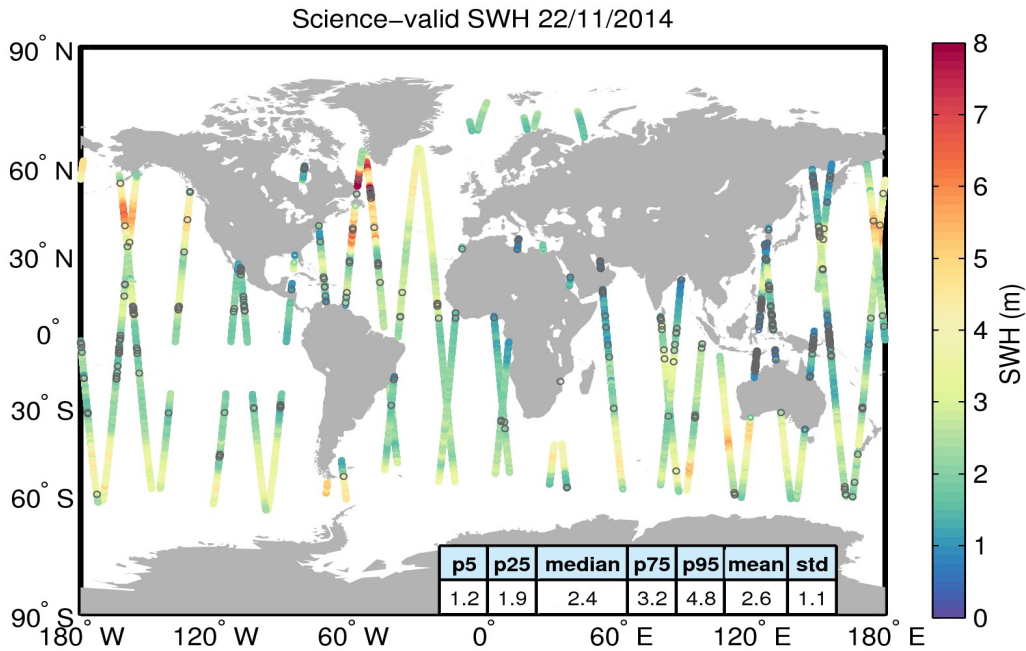 Science−valid SWH 22/11/2014
90° N
60° N
30° N
0°
30° S
60° S
90° S
180° W
120° W
60° W
0°
60° E
120° E
180° E
p5 p25 median p75 p95 mean std
1.2 1.9 2.4 3.2 4.8 2.6 1.1
8
7
6
5
4
3
2
1
0
SWH (m)